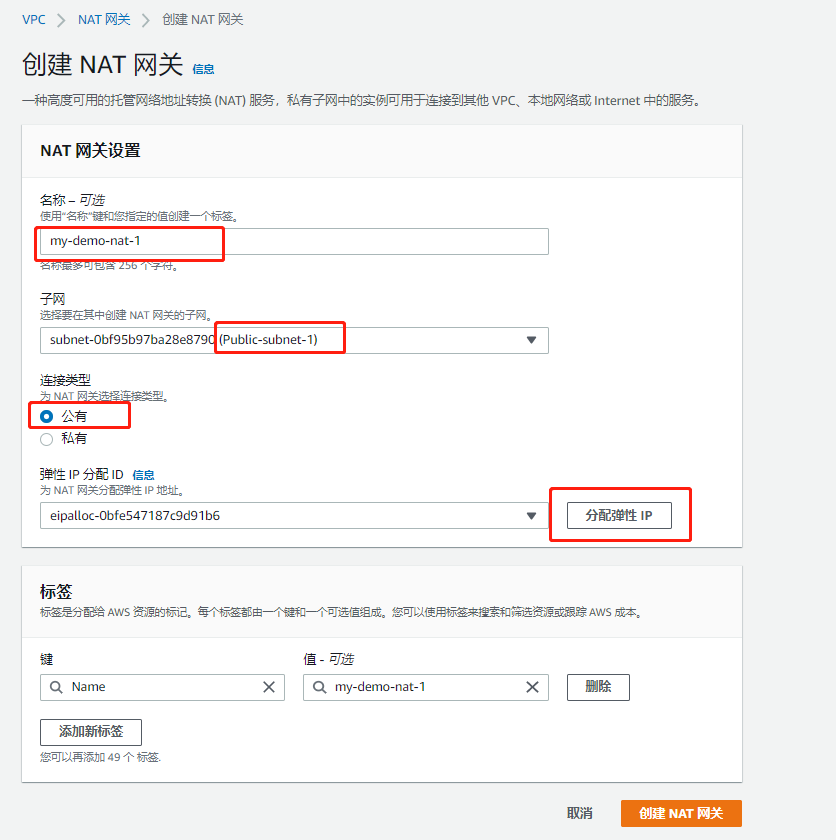 VPC > NAT 网关 > 创建 NAT 网关
创建 NAT 网关 信息
一种高度可用的托管网络地址转换 (NAT) 服务，私有子网中的实例可用于连接到其他 VPC、本地网络或 Internet 中的服务。
NAT 网关设置
名称 – 可选
使用“名称”键和您指定的值创建一个标签。
my-demo-nat-1
名称最多可包含 256 个字符。
子网
选择要在其中创建 NAT 网关的子网。
subnet-0bf95b97ba28e8790 (Public-subnet-1)
连接类型
为 NAT 网关选择连接类型。
公有
私有
弹性 IP 分配 ID 信息
为 NAT 网关分配弹性 IP 地址。
eipalloc-0bfe547187c9d91b6 分配弹性 IP
标签
标签是分配给 AWS 资源的标记。每个标签都由一个键和一个可选值组成。您可以使用标签来搜索和筛选资源或跟踪 AWS 成本。
键 值 - 可选
Name my-demo-nat-1 删除
添加新标签
您可以再添加 49 个 标签.
取消 创建 NAT 网关